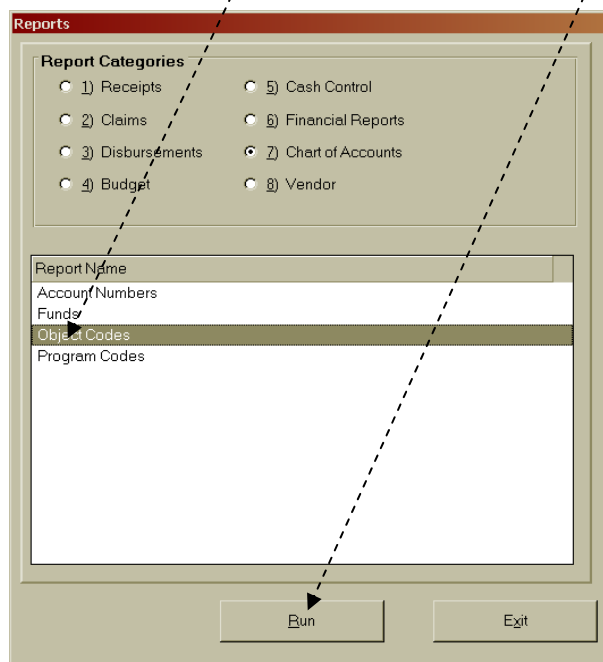 Reports
Report Categories
1) Receipts
5) Cash Control
2) Claims
6) Financial Reports
3) Disbursements
7) Chart of Accounts
4) Budget
8) Vendor
Report Name
Account Numbers
Funds
Object Codes
Program Codes
Run
Exit